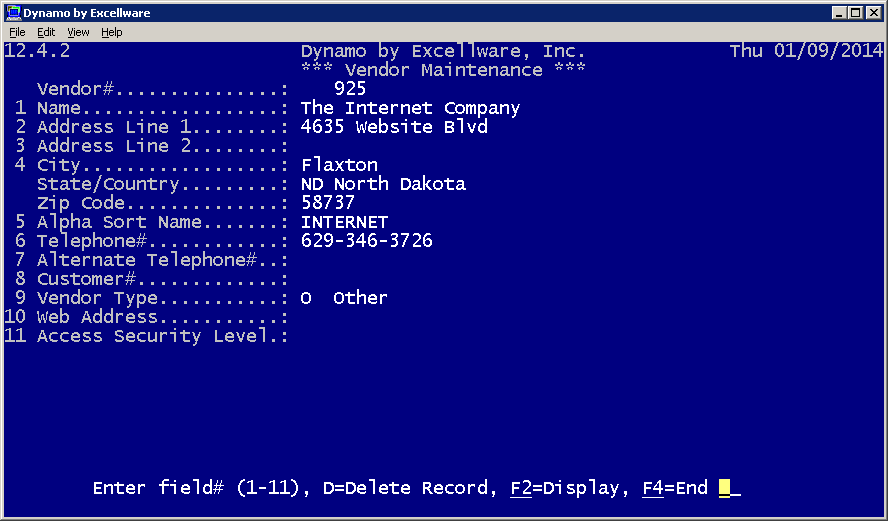 Dynamo by Excellware
File Edit View Help
12.4.2 Dynamo by Excellware, Inc. Thu 01/09/2014
*** Vendor Maintenance ***
Vendor#...............: 925
1 Name..................: The Internet Company
2 Address Line 1........: 4635 Website Blvd
3 Address Line 2........:
4 City..................: Flaxton
State/Country.........: ND North Dakota
Zip Code..............: 58737
5 Alpha Sort Name.......: INTERNET
6 Telephone#............: 629-346-3726
7 Alternate Telephone#..:
8 Customer#.............:
9 Vendor Type...........: O Other
10 Web Address...........:
11 Access Security Level.:
Enter field# (1-11), D=Delete Record, F2=Display, F4=End _